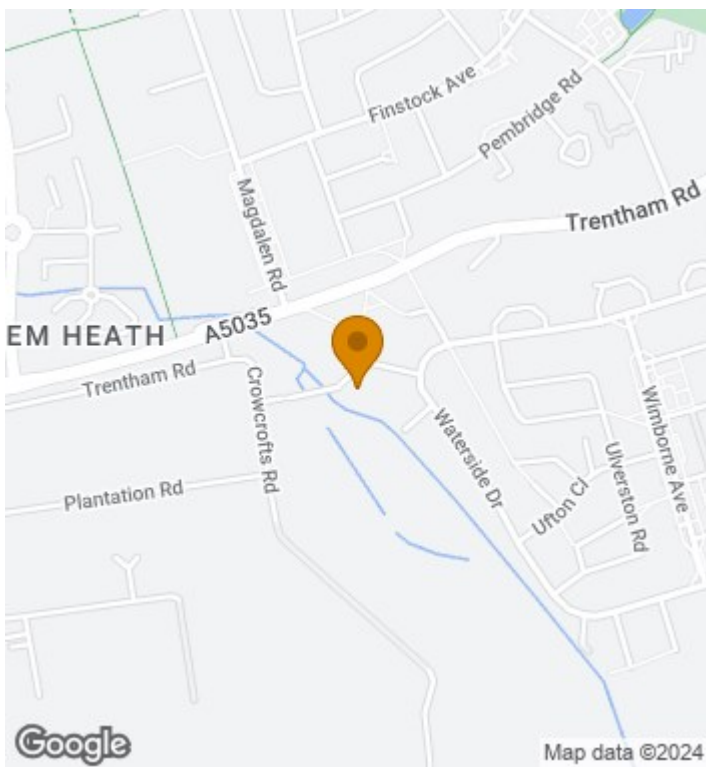 Finstock Ave
Pembridge Rd
Magdalen Rd
Trentham Rd
EM HEATH
A5035
Trentham Rd
Crowcrofts Rd
Waterside Dr
Wimborne Ave
Ulverston Rd
Plantation Rd
Ufton Cl
Google
Map data ©2024